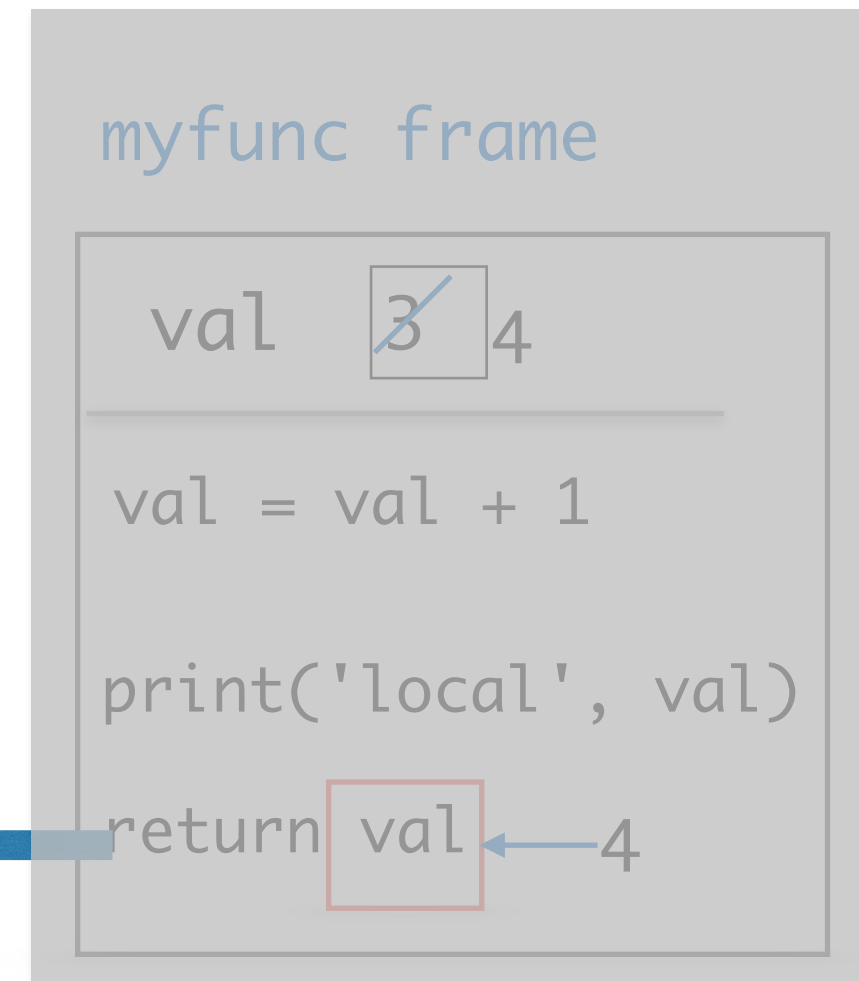 myfunc frame
val 3 4
val = val + 1
print('local', val)
return val 4